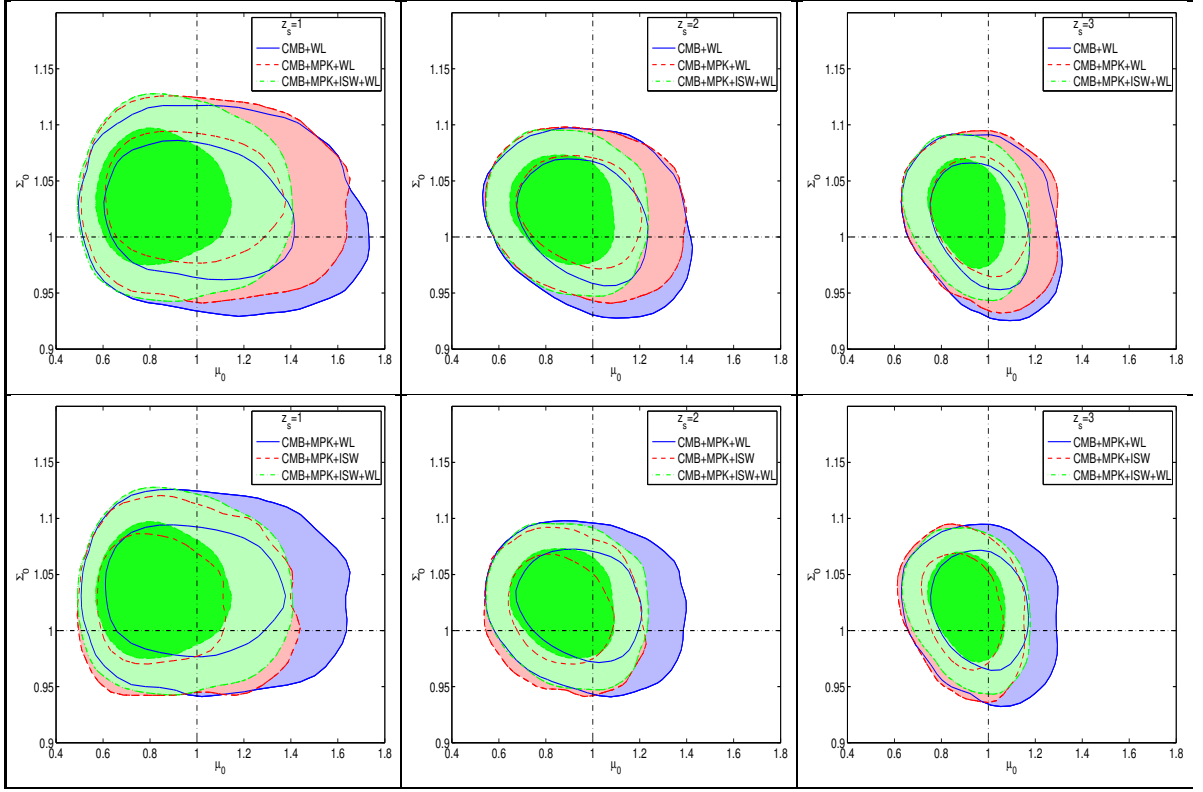 z_s=1
CMB+WL
CMB+MPK+WL
CMB+MPK+ISW+WL
1.15
1.1
1.05
1
0.95
0.9
Σ_0
0.4 0.6 0.8 1 1.2 1.4 1.6 1.8
μ_0
z_s=2
CMB+WL
CMB+MPK+WL
CMB+MPK+ISW+WL
1.15
1.1
1.05
1
0.95
0.9
Σ_0
0.4 0.6 0.8 1 1.2 1.4 1.6 1.8
μ_0
z_s=3
CMB+WL
CMB+MPK+WL
CMB+MPK+ISW+WL
1.15
1.1
1.05
1
0.95
0.9
Σ_0
0.4 0.6 0.8 1 1.2 1.4 1.6 1.8
μ_0
z_s=1
CMB+MPK+WL
CMB+MPK+ISW
CMB+MPK+ISW+WL
1.15
1.1
1.05
1
0.95
0.9
Σ_0
0.4 0.6 0.8 1 1.2 1.4 1.6 1.8
μ_0
z_s=2
CMB+MPK+WL
CMB+MPK+ISW
CMB+MPK+ISW+WL
1.15
1.1
1.05
1
0.95
0.9
Σ_0
0.4 0.6 0.8 1 1.2 1.4 1.6 1.8
μ_0
z_s=3
CMB+MPK+WL
CMB+MPK+ISW
CMB+MPK+ISW+WL
1.15
1.1
1.05
1
0.95
0.9
Σ_0
0.4 0.6 0.8 1 1.2 1.4 1.6 1.8
μ_0